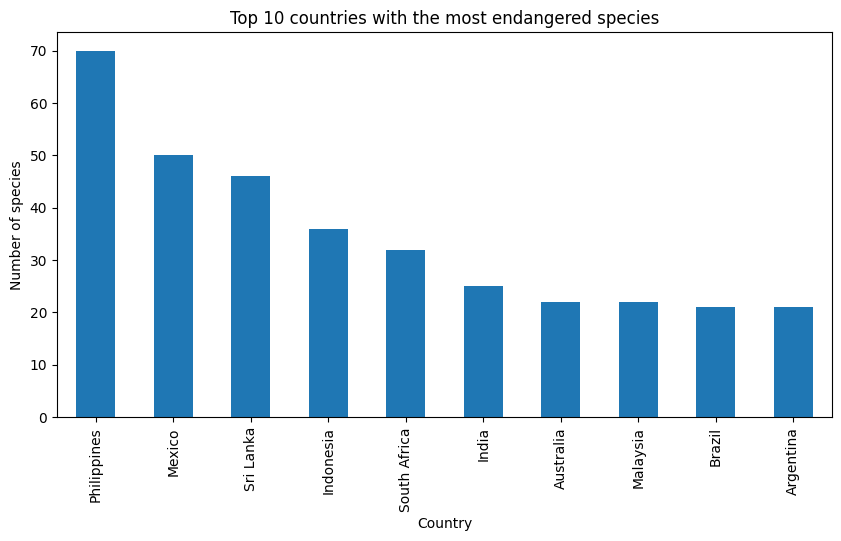 Top 10 countries with the most endangered species
Number of species
70
60
50
40
30
20
10
0
Philippines
Mexico
Sri Lanka
Indonesia
South Africa
India
Australia
Malaysia
Brazil
Argentina
Country